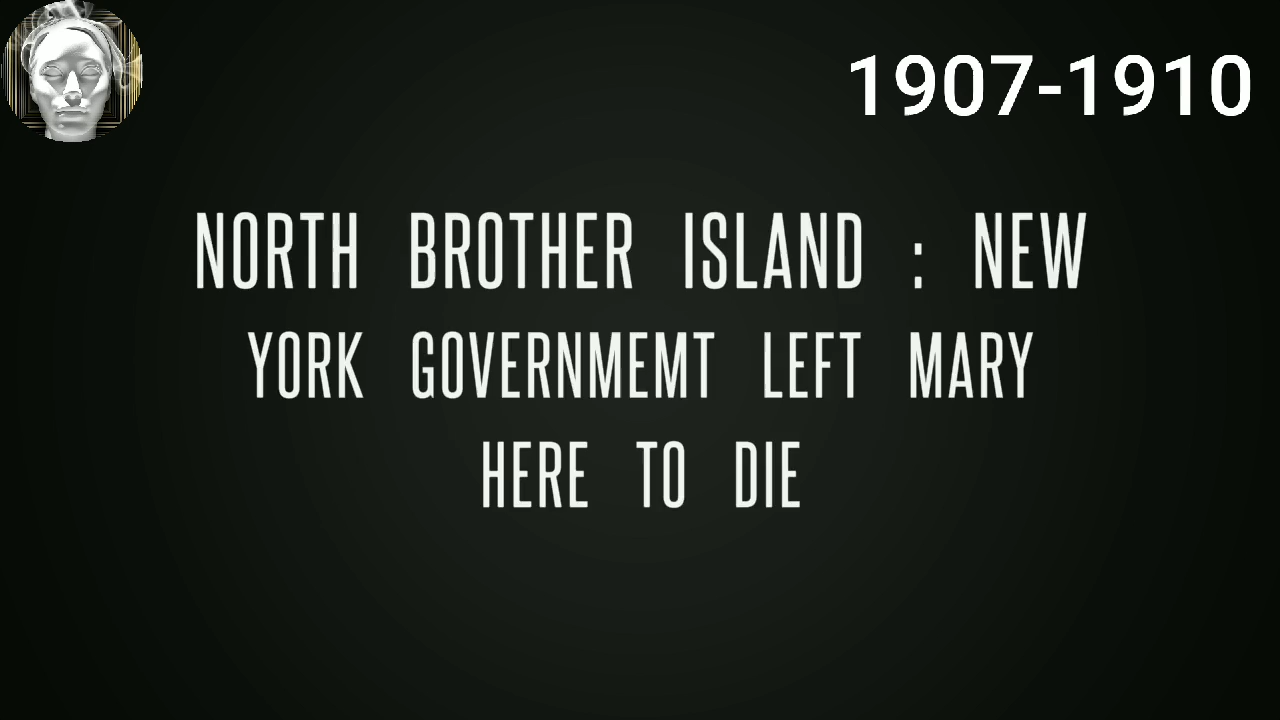 1907-1910
NORTH BROTHER ISLAND : NEW
YORK GOVERNMEMT LEFT MARY
HERE TO DIE